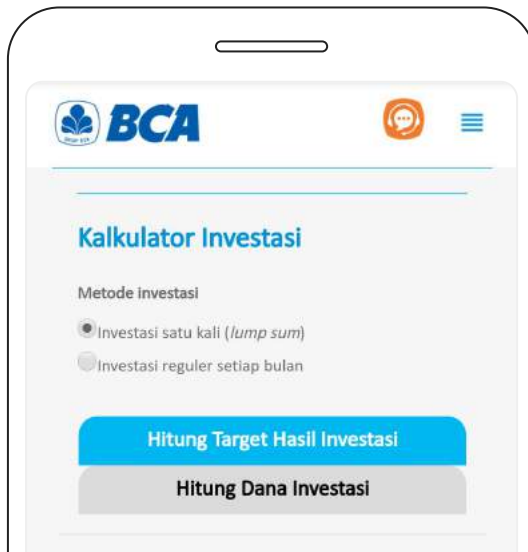 BCA
Kalkulator Investasi
Metode investasi
Investasi satu kali (lump sum)
Investasi reguler setiap bulan
Hitung Target Hasil Investasi
Hitung Dana Investasi